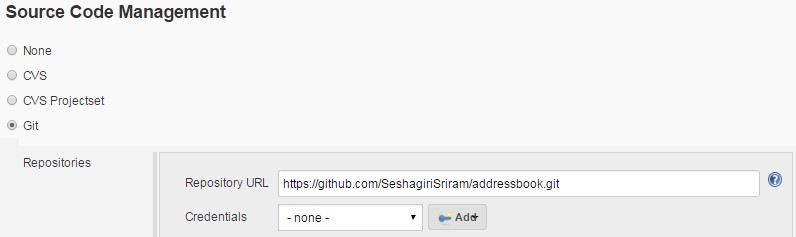 Source Code Management
None
CVS
CVS Projectset
Git
Repositories
Repository URL https://github.com/SeshagiriSriram/addressbook.git
Credentials - none - Add